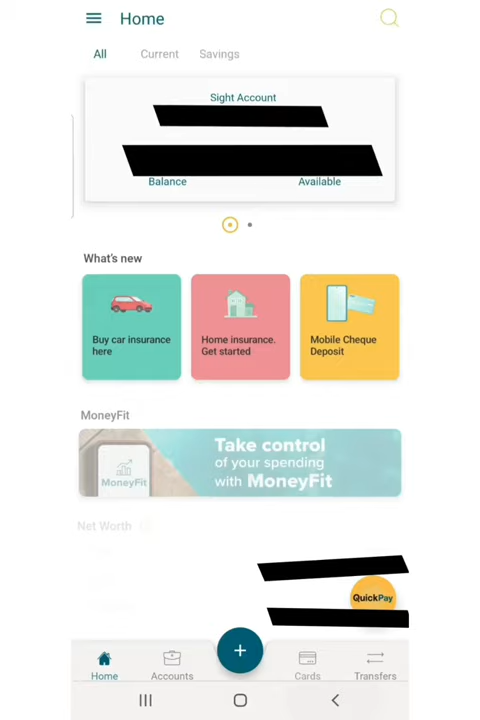 Home
All Current Savings
Sight Account
Balance Available
What's new
Buy car insurance here
Home insurance. Get started
Mobile Cheque Deposit
MoneyFit
MoneyFit
Take control
of your spending
with MoneyFit
Net Worth
QuickPay
+
Home Accounts Cards Transfers